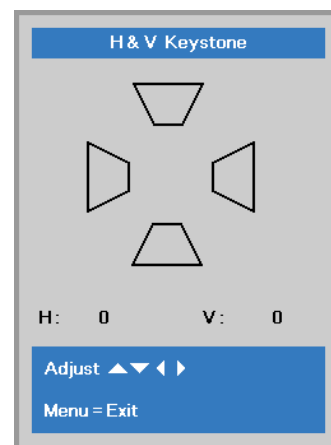 H & V Keystone
H: 0 V: 0
Adjust ▲▼◀▶
Menu = Exit